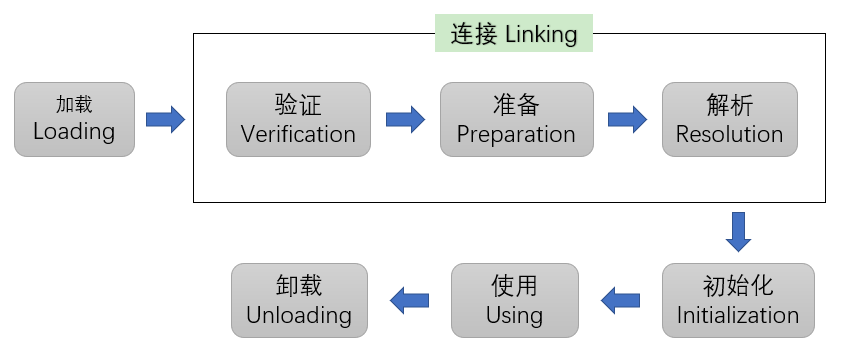 连接 Linking
加载
Loading
验证
Verification
准备
Preparation
解析
Resolution
初始化
Initialization
使用
Using
卸载
Unloading